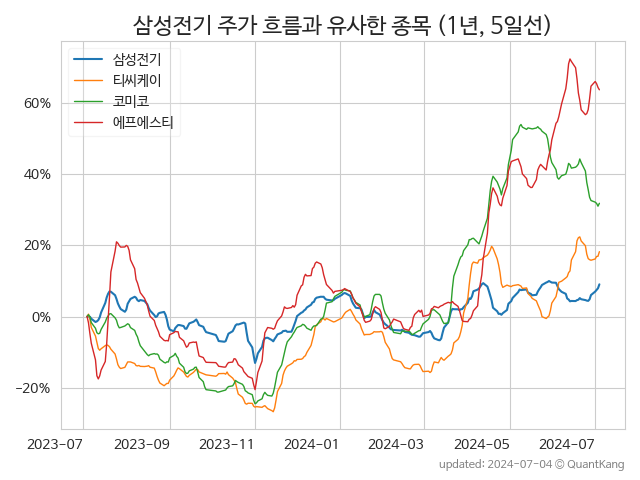 삼성전기 주가 흐름과 유사한 종목 (1년, 5일선)
삼성전기
티씨케이
코미코
에프에스티
60%
40%
20%
0%
−20%
2023-07 2023-09 2023-11 2024-01 2024-03 2024-05 2024-07
updated: 2024-07-04 © QuantKang